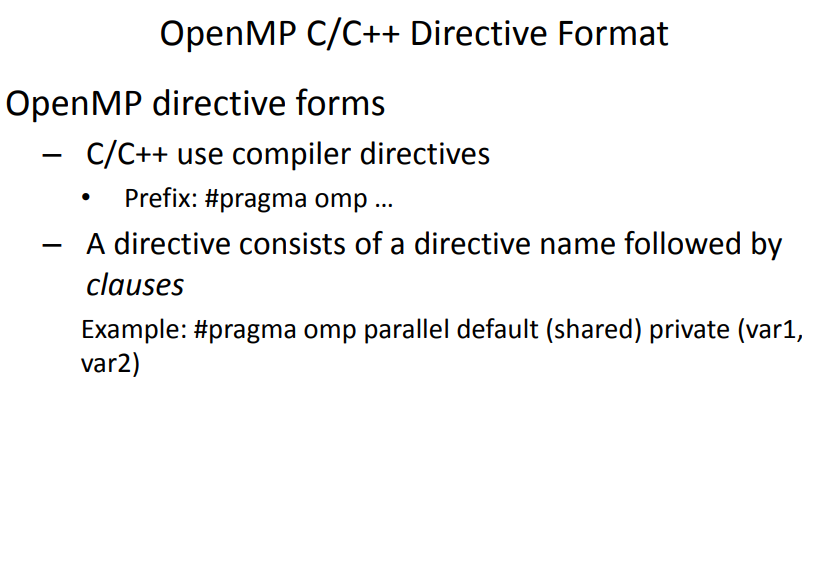 OpenMP C/C++ Directive Format
OpenMP directive forms
– C/C++ use compiler directives
• Prefix: #pragma omp …
– A directive consists of a directive name followed by
clauses
Example: #pragma omp parallel default (shared) private (var1,
var2)